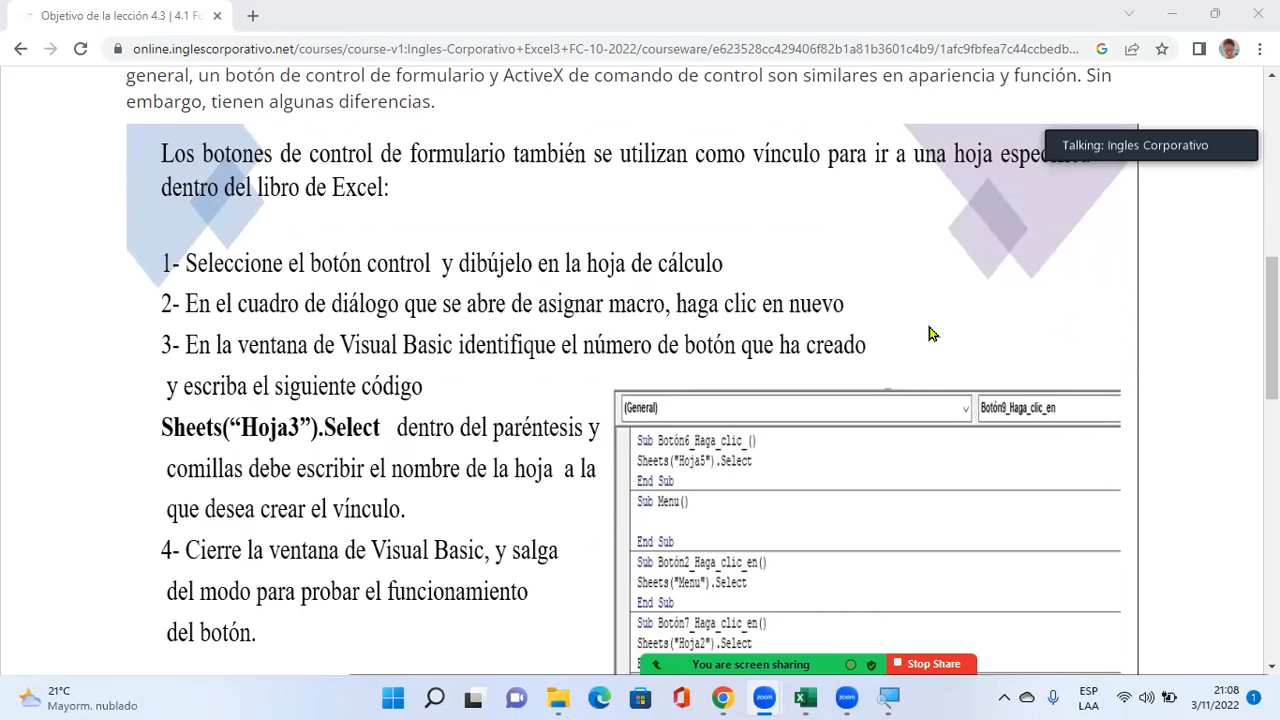 Objetivo de la lección 4.3 | 4.1 Fo
online.inglescorporativo.net/courses/course-v1:Ingles-Corporativo+Excel3+FC-10-2022/courseware/e623528cc429406f82b1a81b3601c4b9/1afc9fbfea7c44ccbedb...
general, un botón de control de formulario y ActiveX de comando de control son similares en apariencia y función. Sin
embargo, tienen algunas diferencias.
Talking: Ingles Corporativo
Los botones de control de formulario también se utilizan como vínculo para ir a una hoja
dentro del libro de Excel:
1- Seleccione el botón control y dibújelo en la hoja de cálculo
2- En el cuadro de diálogo que se abre de asignar macro, haga clic en nuevo
3- En la ventana de Visual Basic identifique el número de botón que ha creado
y escriba el siguiente código
Sheets(“Hoja3”).Select dentro del paréntesis y
comillas debe escribir el nombre de la hoja a la
que desea crear el vínculo.
4- Cierre la ventana de Visual Basic, y salga
del modo para probar el funcionamiento
del botón.
(General)
Botón9_Haga_clic_en
Sub Botón6_Haga_clic_()
Sheets("Hoja5").Select
End Sub
Sub Menu()
End Sub
Sub Botón2_Haga_clic_en()
Sheets("Menu").Select
End Sub
Sub Botón7_Haga_clic_en()
Sheets("Hoja2").Select
You are screen sharing
Stop Share
21°C
Mayorm. nublado
zoom
zoom
ESP
LAA
21:08
3/11/2022
1